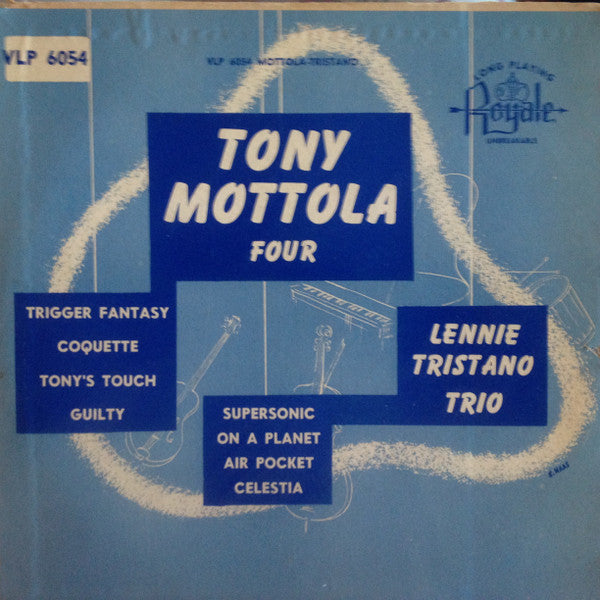 VLP 6054
VLP 6054 MOTTOLA-TRISTANO
LONG PLAYING
Royale
UNBREAKABLE
TONY
MOTTOLA
FOUR
TRIGGER FANTASY
COQUETTE
TONY'S TOUCH
GUILTY
LENNIE
TRISTANO
TRIO
SUPERSONIC
ON A PLANET
AIR POCKET
CELESTIA
E. HAAS